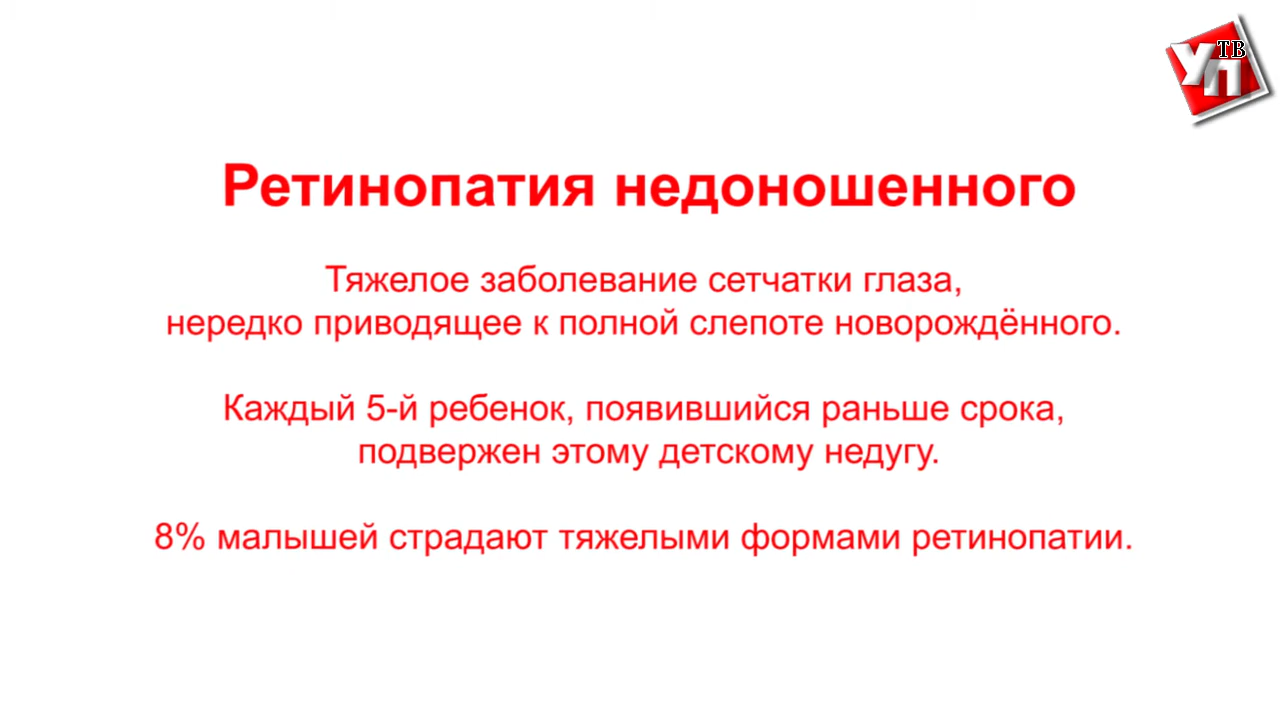 УП ТВ
Ретинопатия недоношенного
Тяжелое заболевание сетчатки глаза,
нередко приводящее к полной слепоте новорождённого.
Каждый 5-й ребенок, появившийся раньше срока,
подвержен этому детскому недугу.
8% малышей страдают тяжелыми формами ретинопатии.